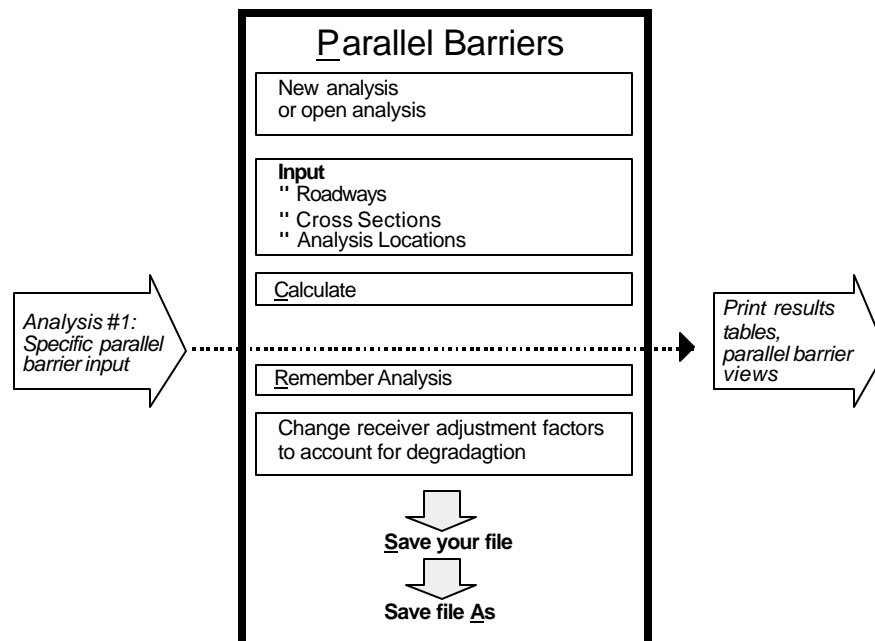 Parallel Barriers
New analysis
or open analysis
Input
" Roadways
" Cross Sections
" Analysis Locations
Calculate
Analysis #1:
Specific parallel
barrier input
Print results
tables,
parallel barrier
views
Remember Analysis
Change receiver adjustment factors
to account for degradagtion
Save your file
Save file As